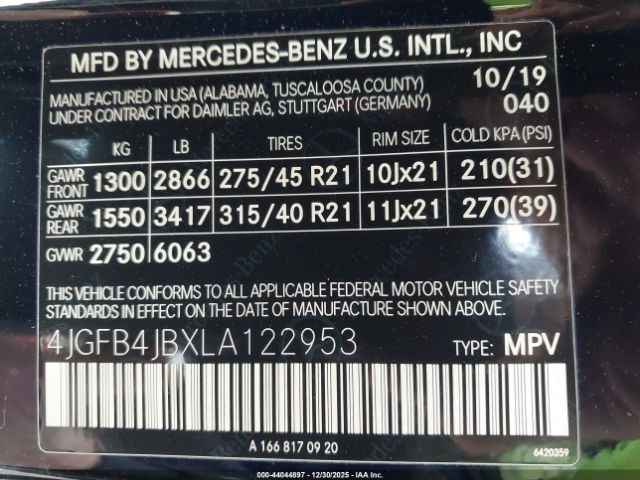 MFD BY MERCEDES-BENZ U.S. INTL., INC
MANUFACTURED IN USA (ALABAMA, TUSCALOOSA COUNTY) 10/19
UNDER CONTRACT FOR DAIMLER AG, STUTTGART (GERMANY) 040
KG LB TIRES RIM SIZE COLD KPA (PSI)
GAWR FRONT 1300 2866 275/45 R21 10Jx21 210(31)
GAWR REAR 1550 3417 315/40 R21 11Jx21 270(39)
GVWR 2750 6063
THIS VEHICLE CONFORMS TO ALL APPLICABLE FEDERAL MOTOR VEHICLE SAFETY
STANDARDS IN EFFECT ON THE DATE OF MANUFACTURE SHOWN ABOVE.
4JGFB4JBXLA122953 TYPE: MPV
A 166 817 09 20
6420359
000-44044897 - 12/30/2025 - IAAI.COM